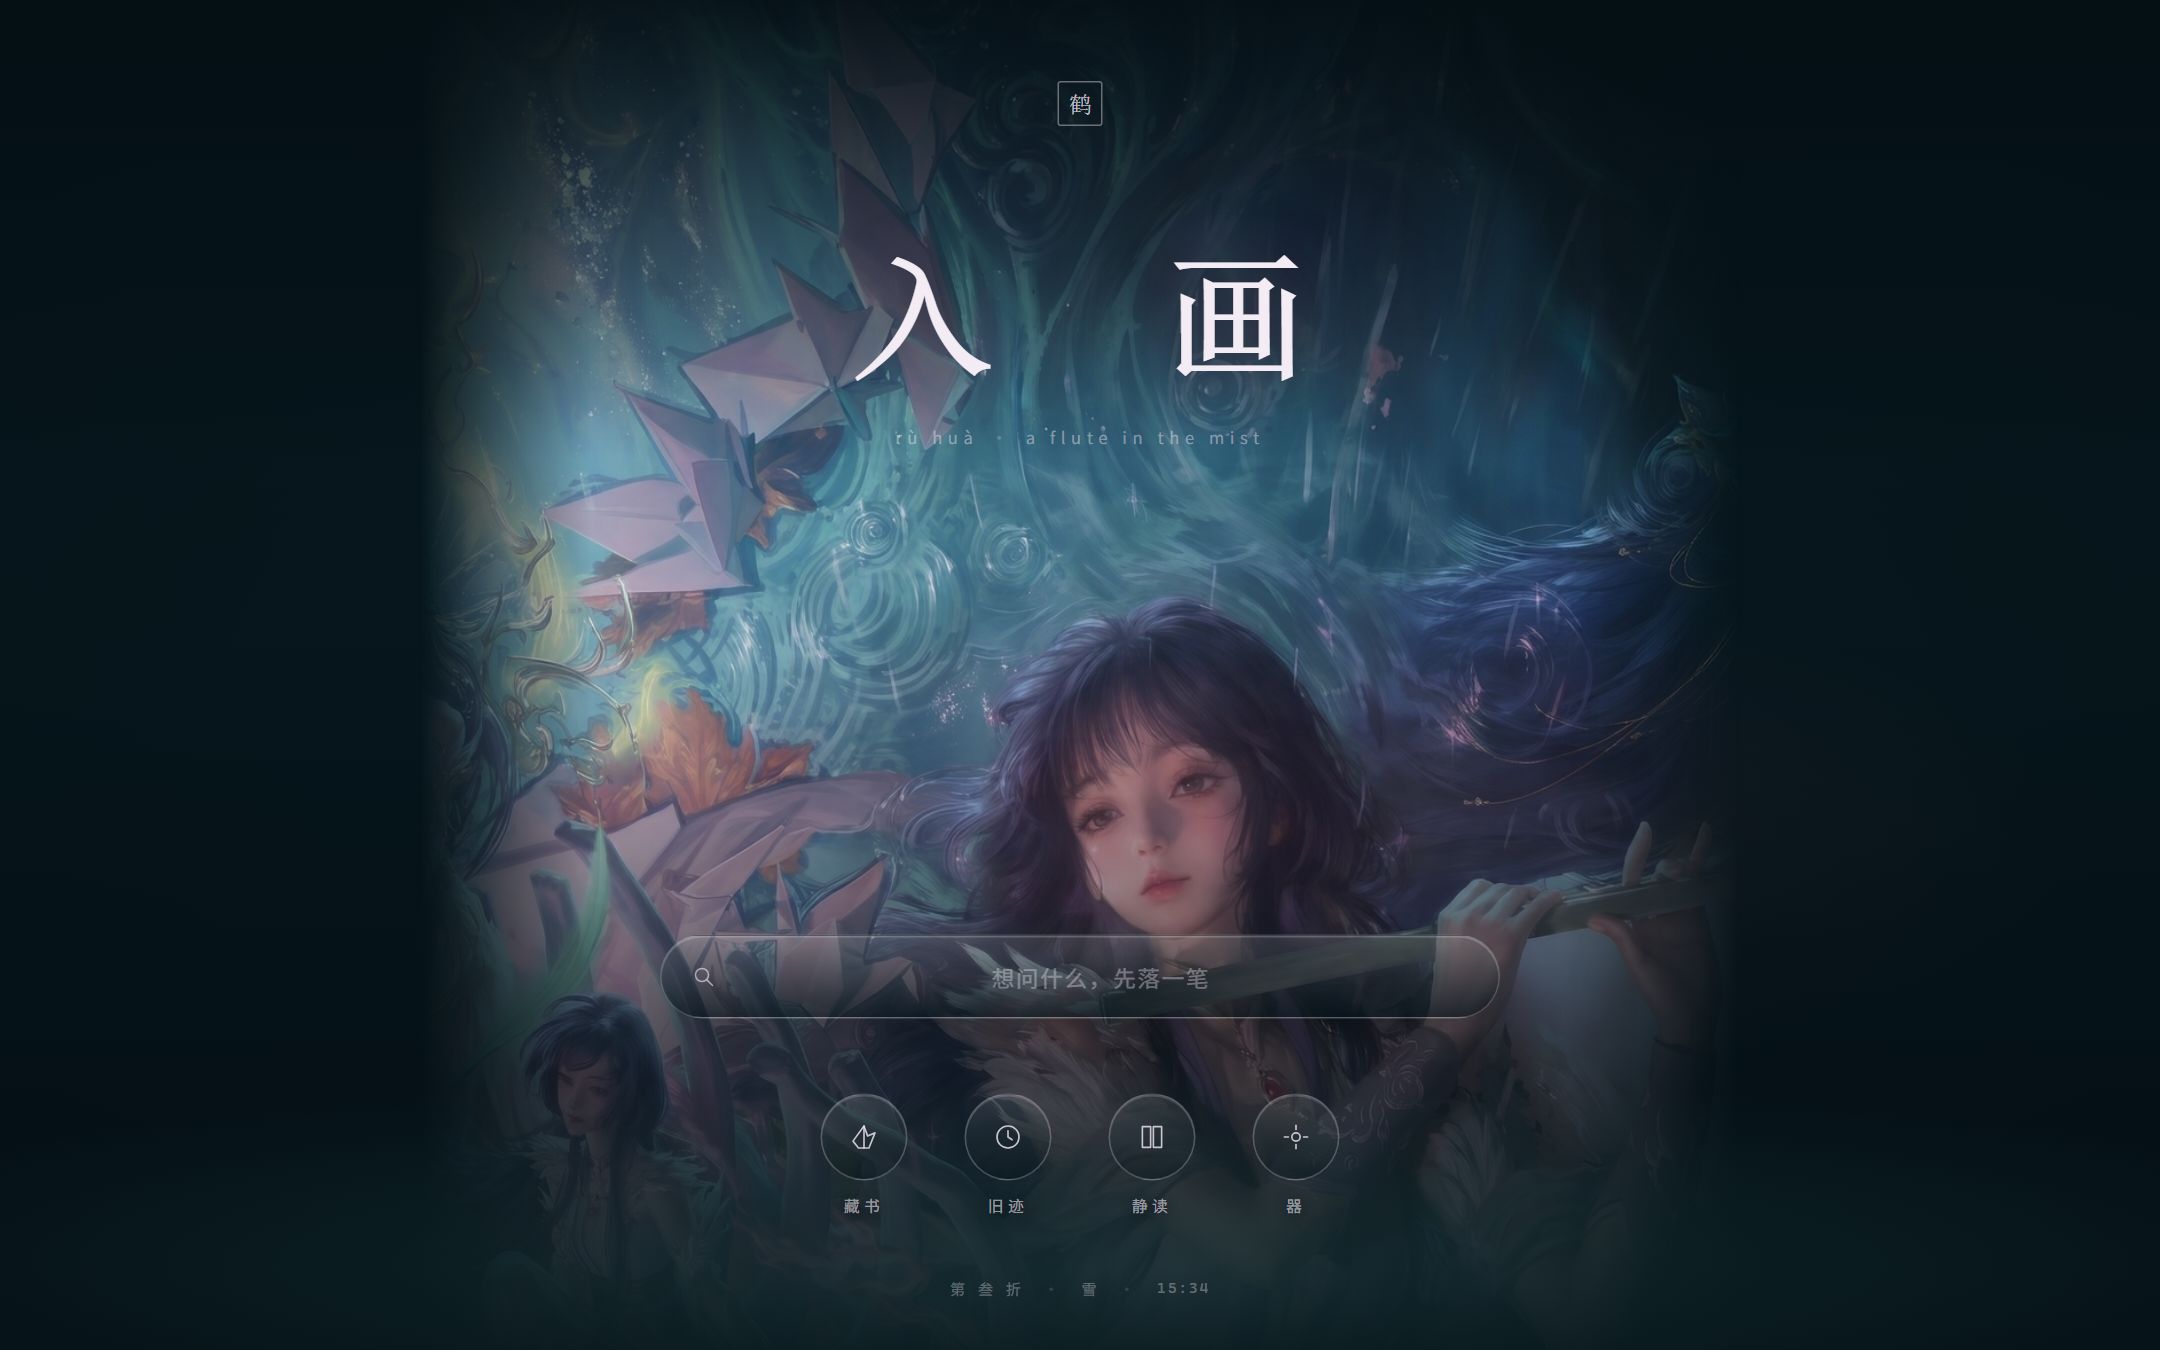 鹤
入画
rù huà · a flute in the mist
想问什么，先落一笔
藏书 旧迹 静读 器
第叁折 · 雪 · 15:34